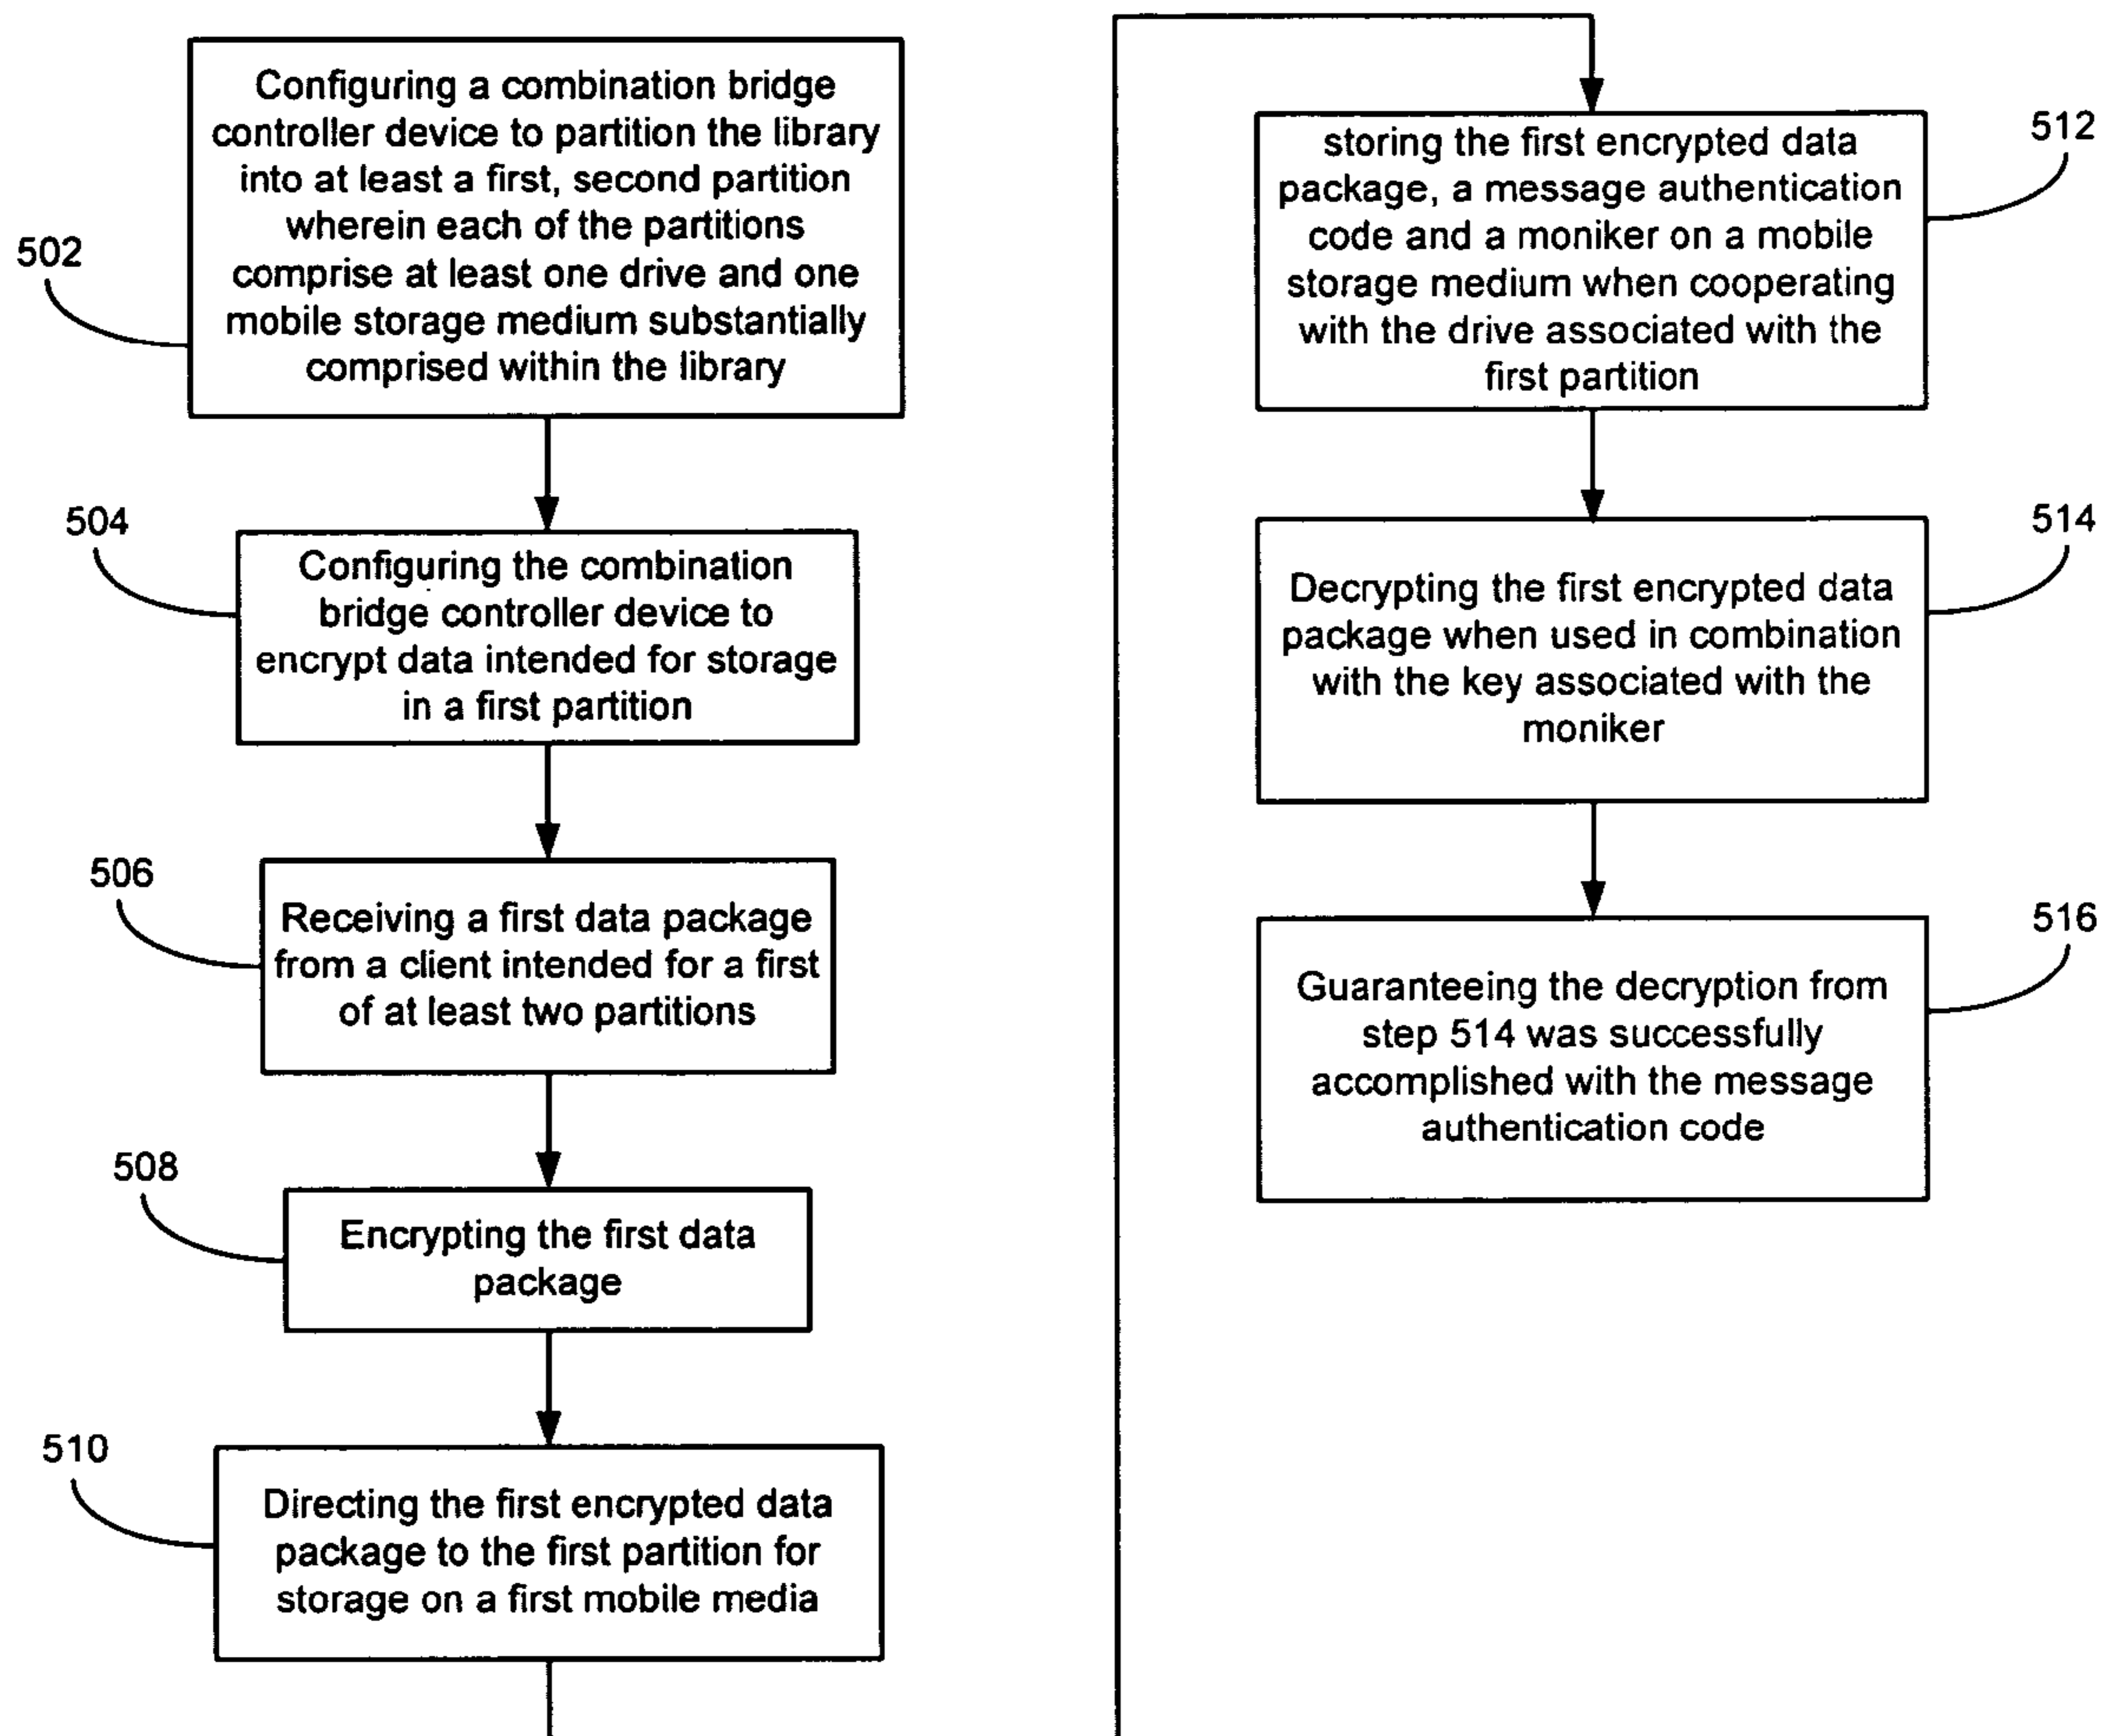 502
Configuring a combination bridge
controller device to partition the library
into at least a first, second partition
wherein each of the partitions
comprise at least one drive and one
mobile storage medium substantially
comprised within the library
504
Configuring the combination
bridge controller device to
encrypt data intended for storage
in a first partition
506
Receiving a first data package
from a client intended for a first
of at least two partitions
508
Encrypting the first data
package
510
Directing the first encrypted data
package to the first partition for
storage on a first mobile media
512
storing the first encrypted data
package, a message authentication
code and a moniker on a mobile
storage medium when cooperating
with the drive associated with the
first partition
514
Decrypting the first encrypted data
package when used in combination
with the key associated with the
moniker
516
Guaranteeing the decryption from
step 514 was successfully
accomplished with the message
authentication code